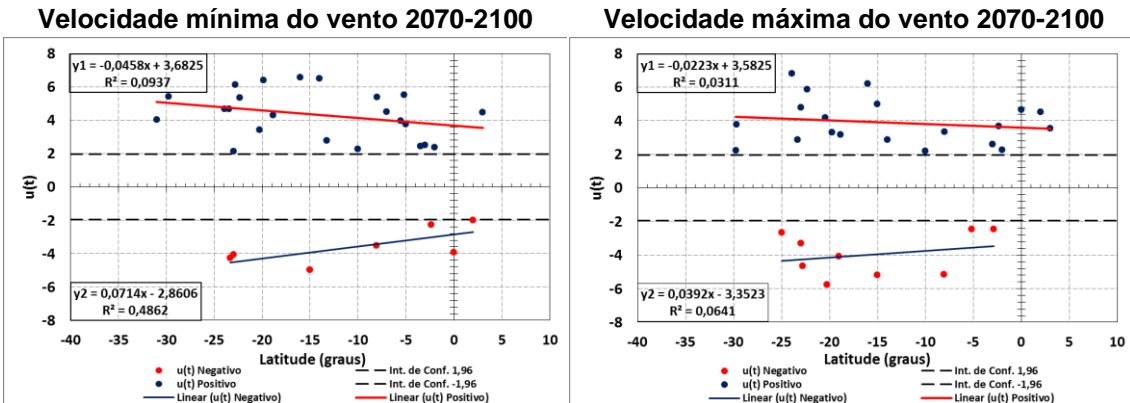 Velocidade mínima do vento 2070-2100
8
6
4
2
0
-2
-4
-6
-8
u(t)
y1 = -0,0458x + 3,6825
R² = 0,0937
y2 = 0,0714x - 2,8606
R² = 0,4862
-40 -35 -30 -25 -20 -15 -10 -5 0 5 10
Latitude (graus)
u(t) Negativo Int. de Conf. 1,96
u(t) Positivo Int. de Conf. -1,96
Linear (u(t) Negativo) Linear (u(t) Positivo)
Velocidade máxima do vento 2070-2100
8
6
4
2
0
-2
-4
-6
-8
u(t)
y1 = -0,0223x + 3,5825
R² = 0,0311
y2 = 0,0392x - 3,3523
R² = 0,0641
-40 -35 -30 -25 -20 -15 -10 -5 0 5 10
Latitude (graus)
u(t) Negativo Int. de Conf. 1,96
u(t) Positivo Int. de Conf. -1,96
Linear (u(t) Negativo) Linear (u(t) Positivo)